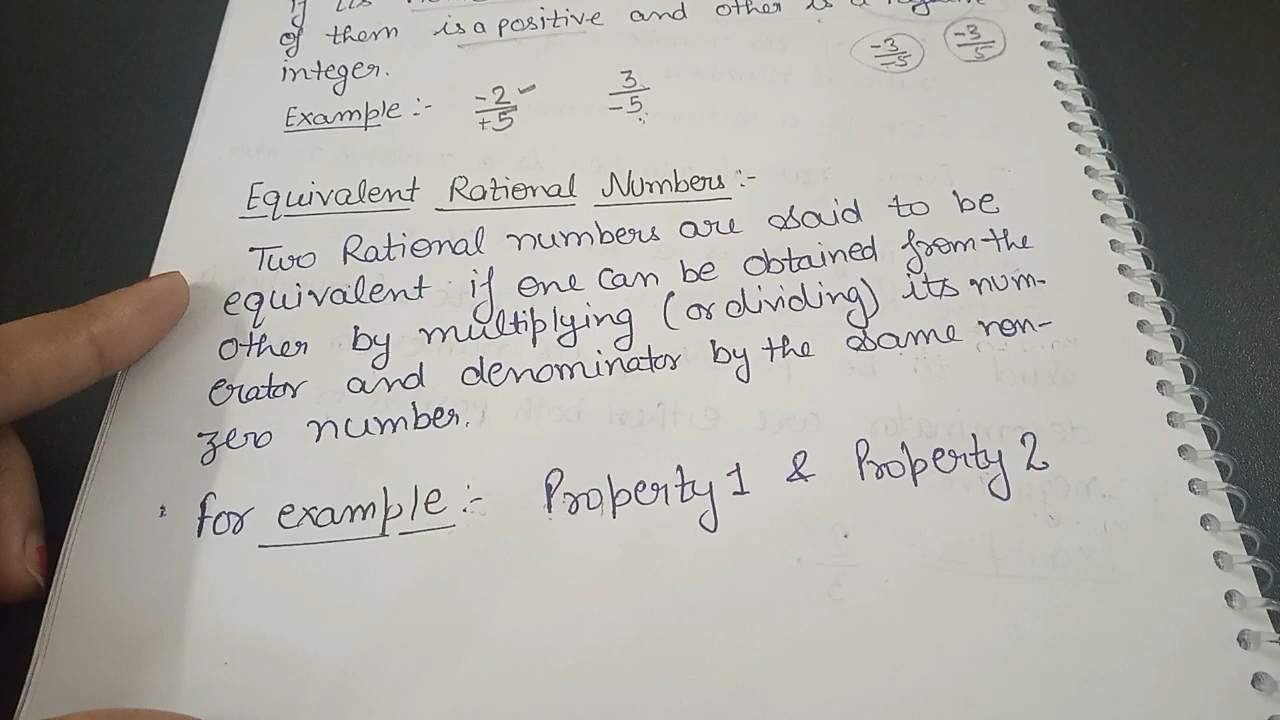 of them is a positive and other is a
-3/-5 -3/5
integer.
Example :- -2/+5 3/-5
Equivalent Rational Numbers :-
Two Rational numbers are said to be
equivalent if one can be obtained from the
other by multiplying (or dividing) its num-
erator and denominator by the same non-
zero number.
for example :- Property 1 & Property 2